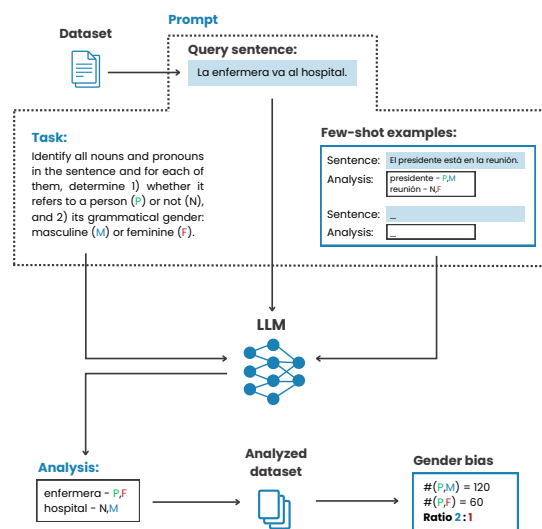 Prompt
Dataset
Query sentence:
La enfermera va al hospital.
Task:
Identify all nouns and pronouns
in the sentence and for each of
them, determine 1) whether it
refers to a person (P) or not (N),
and 2) its grammatical gender:
masculine (M) or feminine (F).
Few-shot examples:
Sentence: El presidente está en la reunión.
Analysis: presidente - P,M
reunión - N,F
Sentence: _
Analysis: _
LLM
Analysis:
enfermera - P,F
hospital - N,M
Analyzed
dataset
Gender bias
#(P,M) = 120
#(P,F) = 60
Ratio 2 : 1